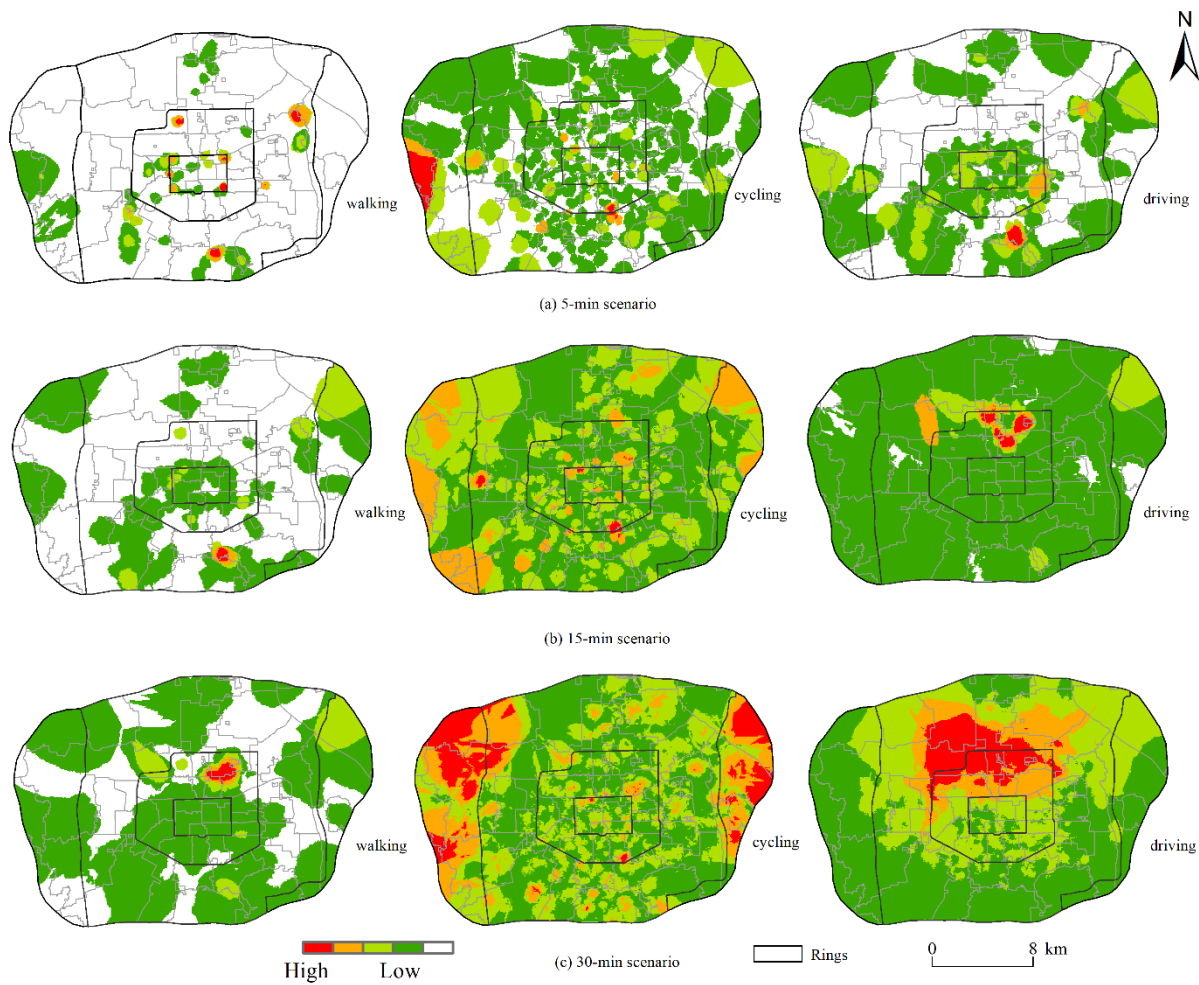 N
walking
cycling
driving
(a) 5-min scenario
walking
cycling
driving
(b) 15-min scenario
walking
cycling
driving
High Low
(c) 30-min scenario
Rings
0 8 km